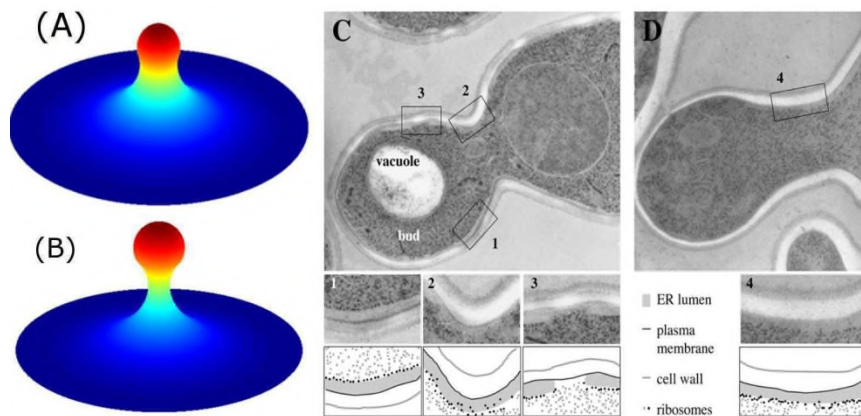 (A)
(B)
C
3
2
vacuole
bud
1
D
4
1
2
3
4
ER lumen
plasma
membrane
cell wall
ribosomes